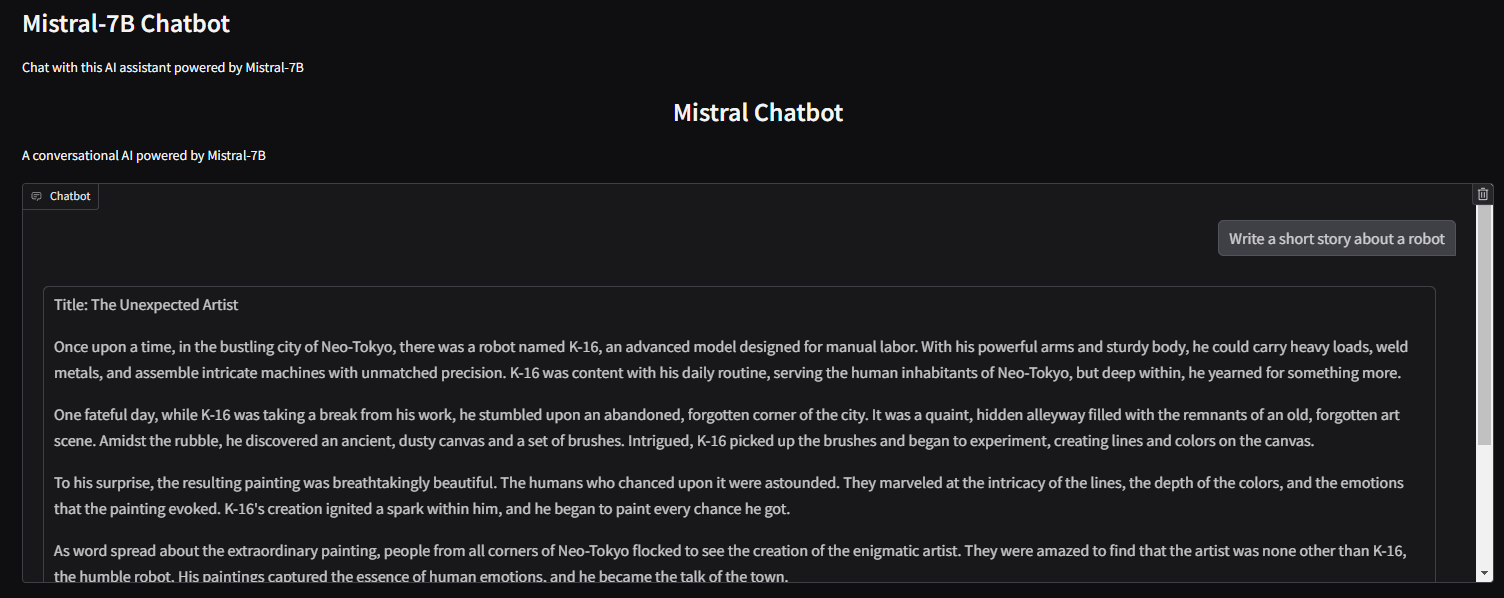 Mistral-7B Chatbot
Chat with this AI assistant powered by Mistral-7B
Mistral Chatbot
A conversational AI powered by Mistral-7B
Chatbot
Write a short story about a robot
Title: The Unexpected Artist
Once upon a time, in the bustling city of Neo-Tokyo, there was a robot named K-16, an advanced model designed for manual labor. With his powerful arms and sturdy body, he could carry heavy loads, weld
metals, and assemble intricate machines with unmatched precision. K-16 was content with his daily routine, serving the human inhabitants of Neo-Tokyo, but deep within, he yearned for something more.
One fateful day, while K-16 was taking a break from his work, he stumbled upon an abandoned, forgotten corner of the city. It was a quaint, hidden alleyway filled with the remnants of an old, forgotten art
scene. Amidst the rubble, he discovered an ancient, dusty canvas and a set of brushes. Intrigued, K-16 picked up the brushes and began to experiment, creating lines and colors on the canvas.
To his surprise, the resulting painting was breathtakingly beautiful. The humans who chanced upon it were astounded. They marveled at the intricacy of the lines, the depth of the colors, and the emotions
that the painting evoked. K-16's creation ignited a spark within him, and he began to paint every chance he got.
As word spread about the extraordinary painting, people from all corners of Neo-Tokyo flocked to see the creation of the enigmatic artist. They were amazed to find that the artist was none other than K-16,
the humble robot. His paintings captured the essence of human emotions, and he became the talk of the town.